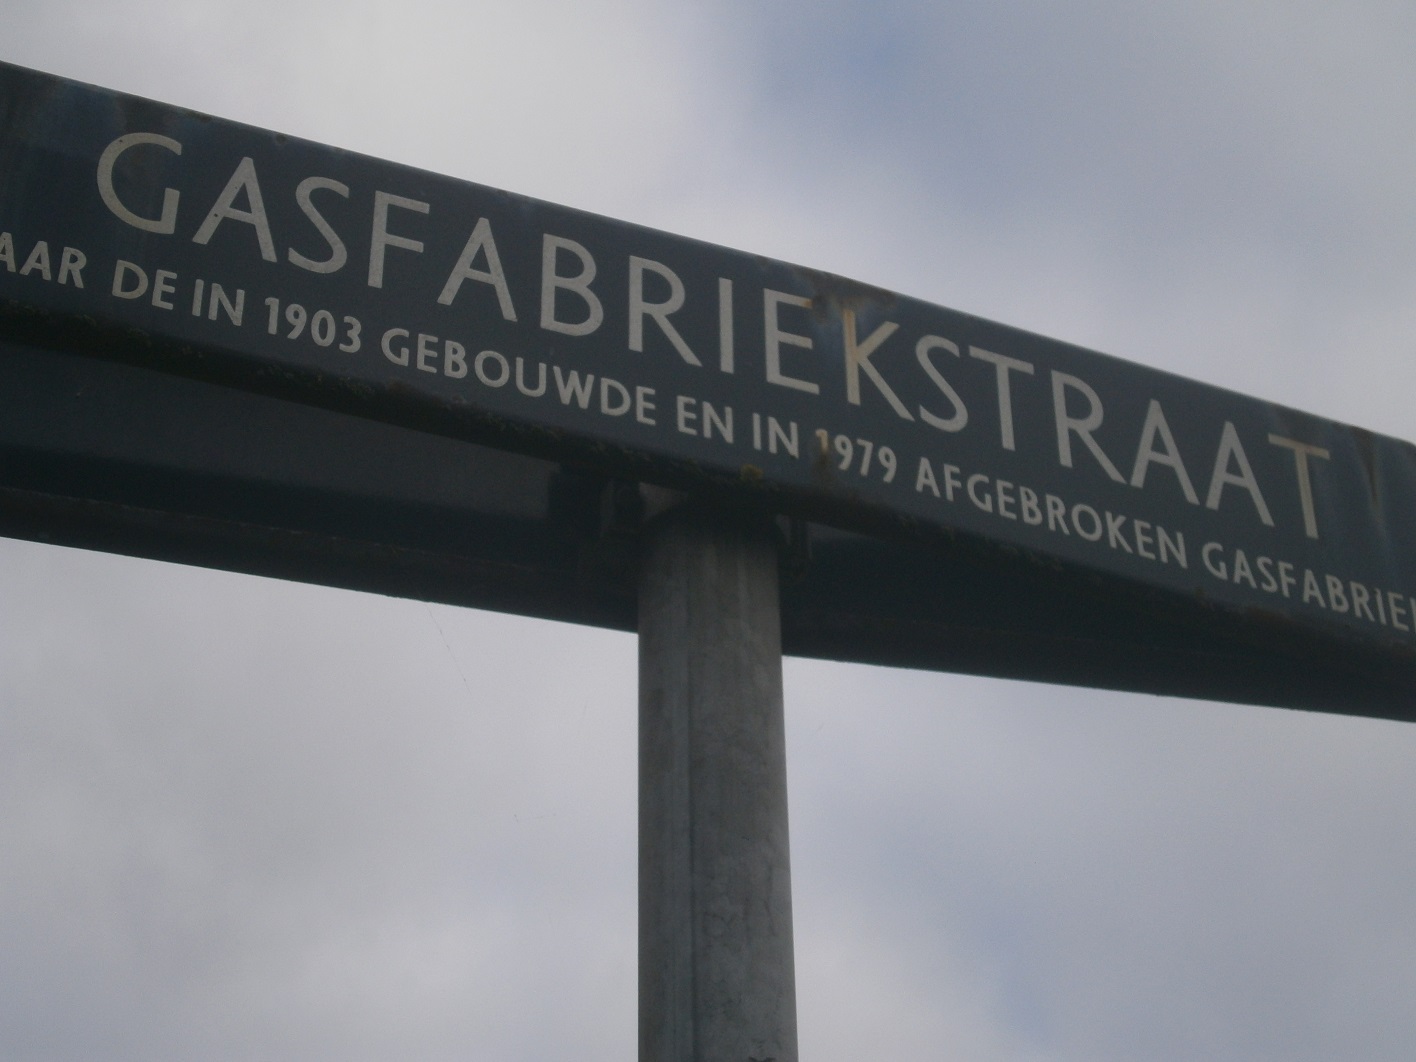 GASFABRIEKSTRAAT
AAR DE IN 1903 GEBOUWDE EN IN 1979 AFGEBROKEN GASFABRIE